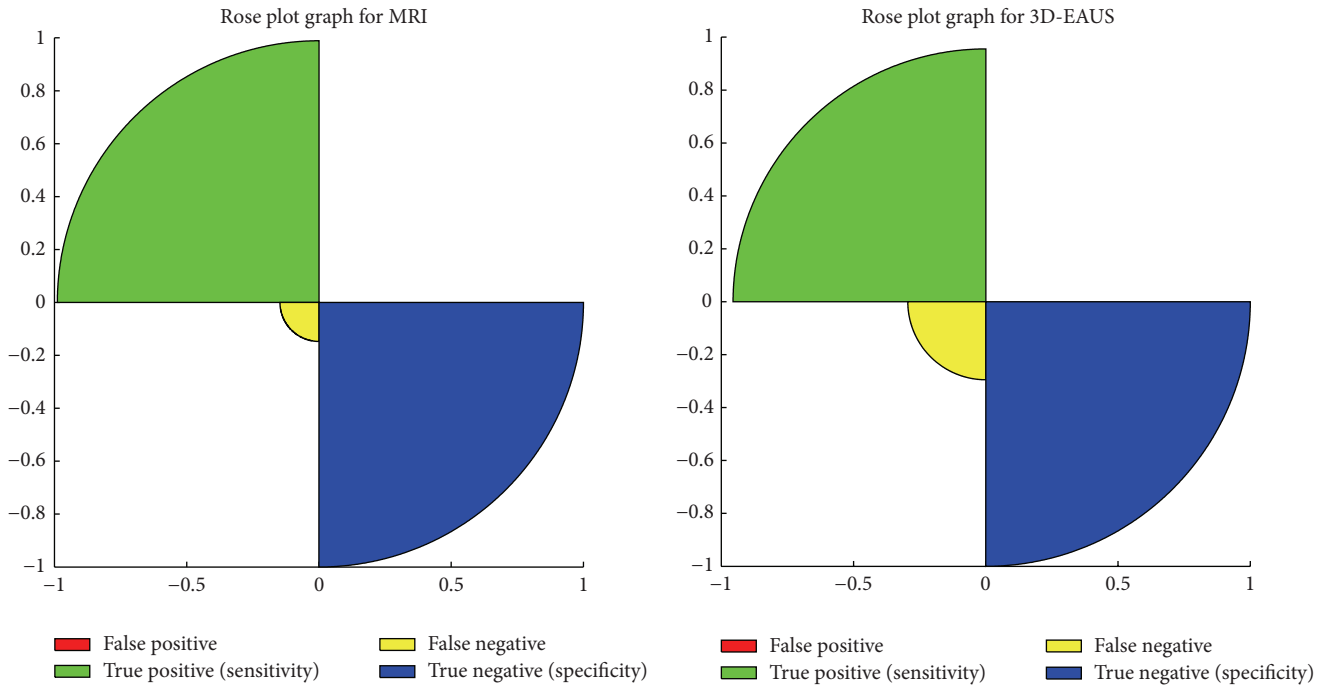 Rose plot graph for MRI
1
0.8
0.6
0.4
0.2
0
−0.2
−0.4
−0.6
−0.8
−1
−1 −0.5 0 0.5 1
False positive False negative
True positive (sensitivity) True negative (specificity)
Rose plot graph for 3D-EAUS
1
0.8
0.6
0.4
0.2
0
−0.2
−0.4
−0.6
−0.8
−1
−1 −0.5 0 0.5 1
False positive False negative
True positive (sensitivity) True negative (specificity)